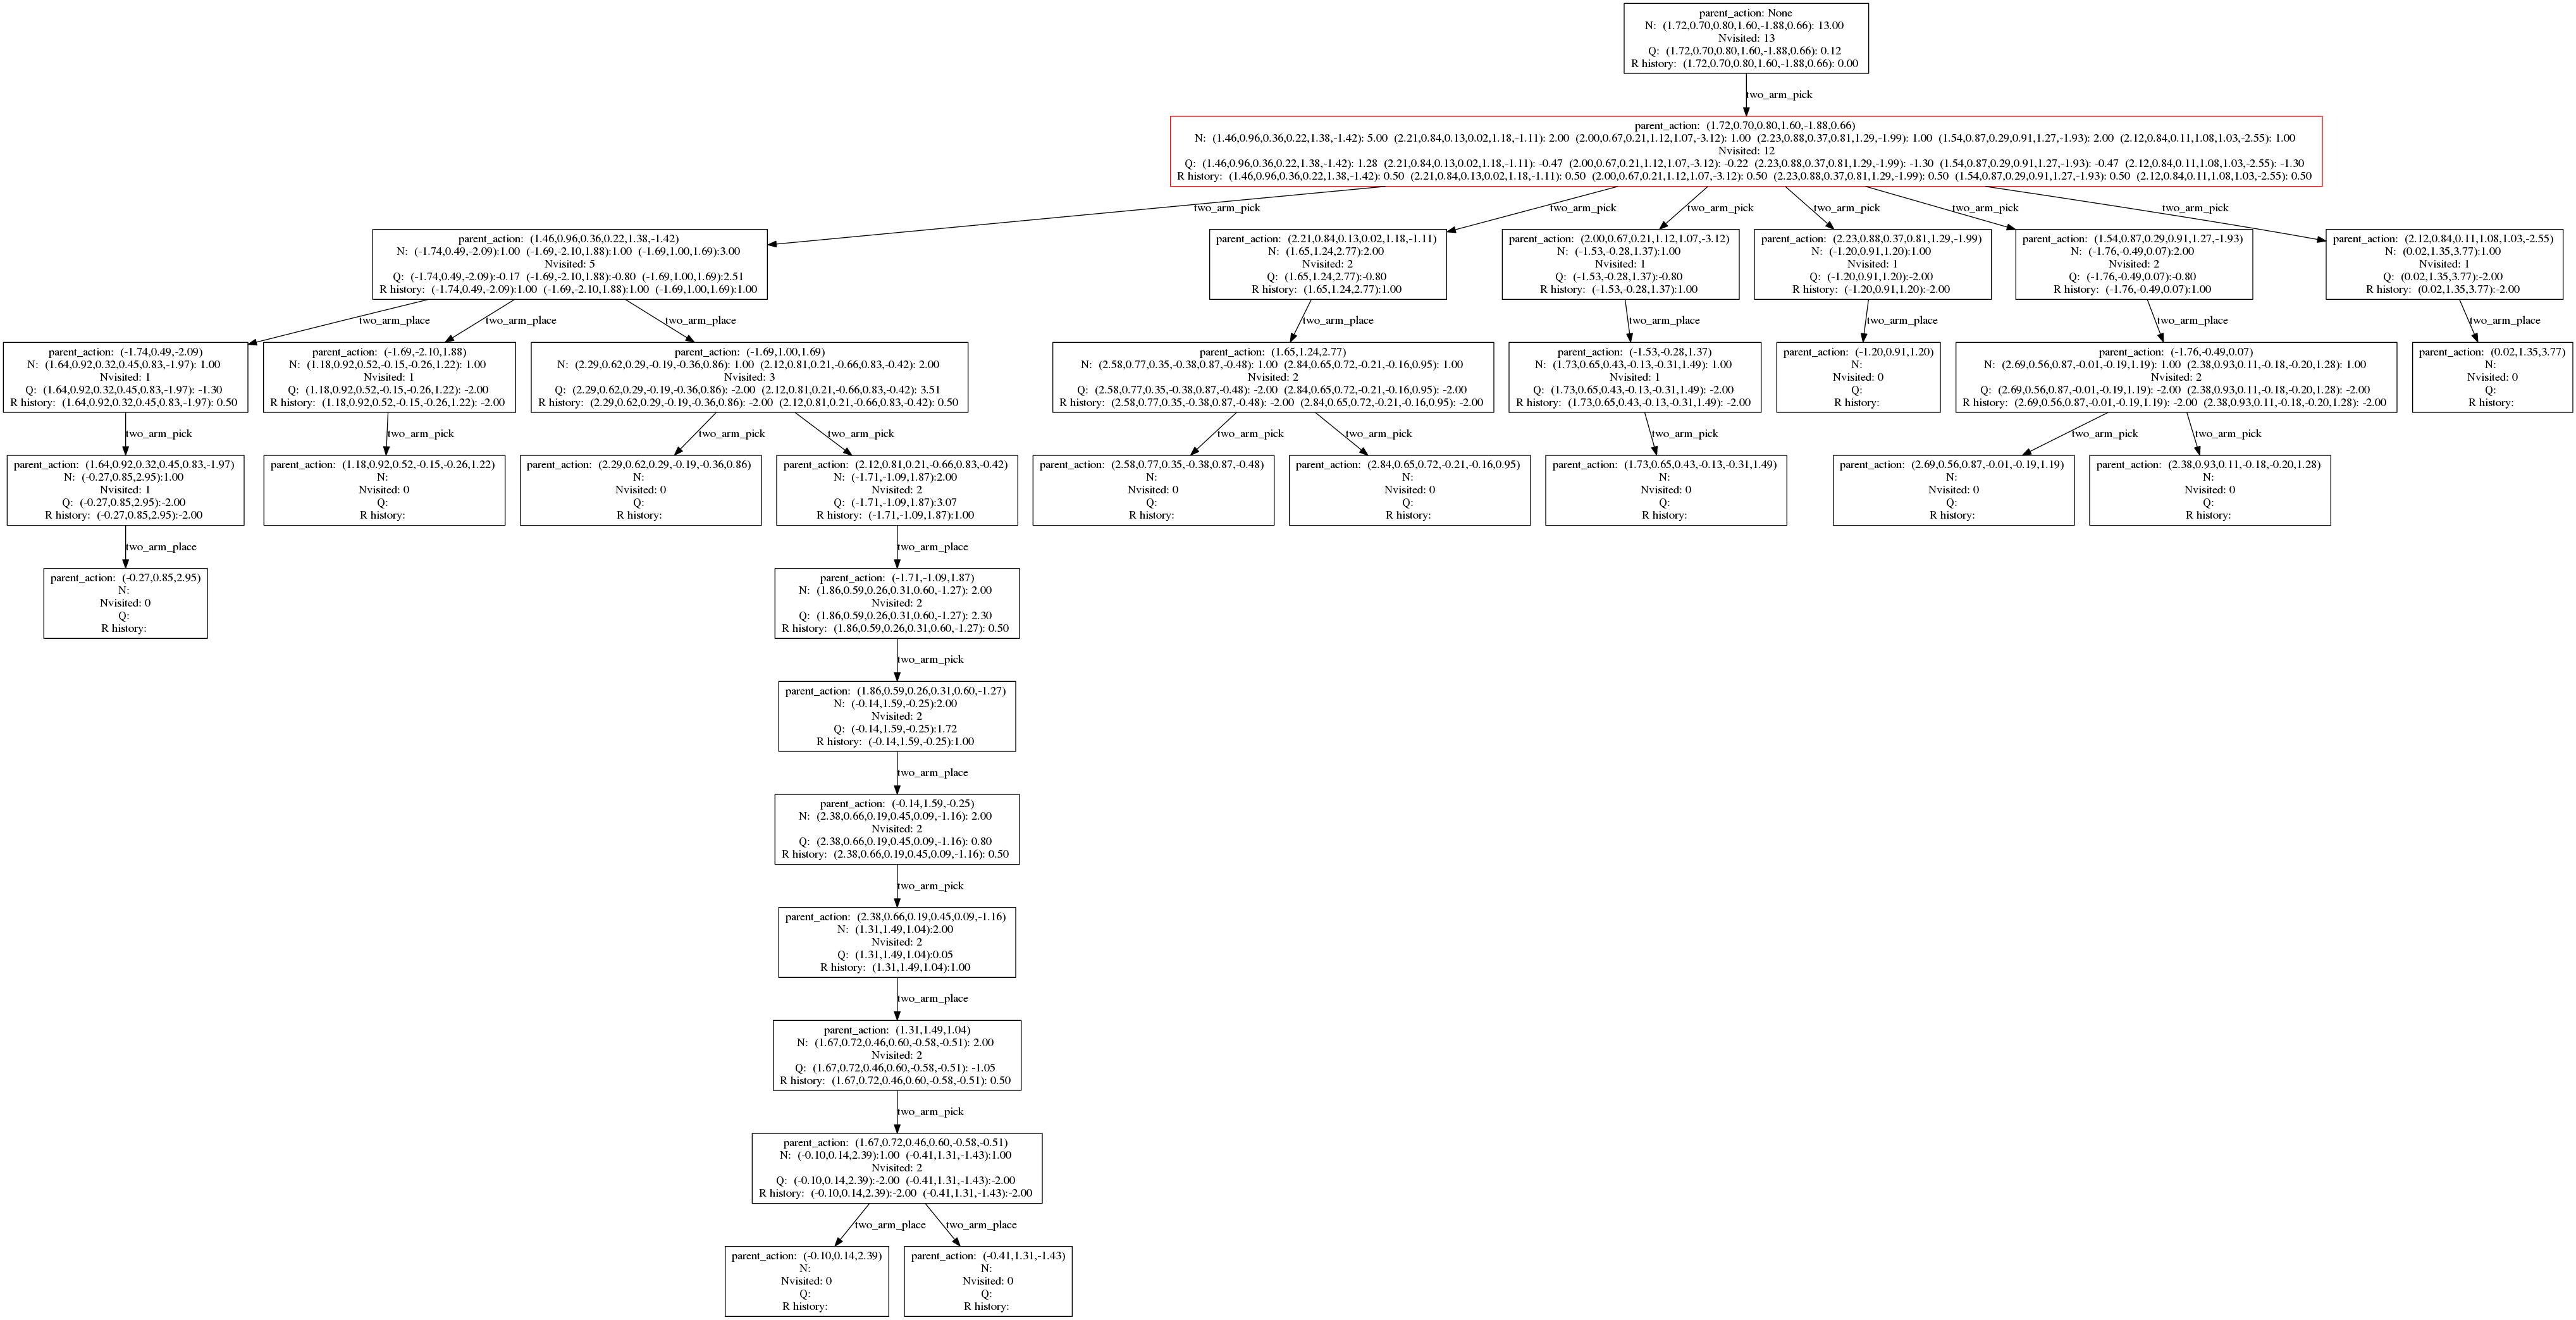 parent_action: None
N: (1.72,0.70,0.80,1.60,-1.88,0.66): 13.00
Nvisited: 13
Q: (1.72,0.70,0.80,1.60,-1.88,0.66): 0.12
R history: (1.72,0.70,0.80,1.60,-1.88,0.66): 0.00
two_arm_pick
parent_action: (1.72,0.70,0.80,1.60,-1.88,0.66)
N: (1.46,0.96,0.36,0.22,1.38,-1.42): 5.00 (2.21,0.84,0.13,0.02,1.18,-1.11): 2.00 (2.00,0.67,0.21,1.12,1.07,-3.12): 1.00 (2.23,0.88,0.37,0.81,1.29,-1.99): 1.00 (1.54,0.87,0.29,0.91,1.27,-1.93): 2.00 (2.12,0.84,0.11,1.08,1.03,-2.55): 1.00
Nvisited: 12
Q: (1.46,0.96,0.36,0.22,1.38,-1.42): 1.28 (2.21,0.84,0.13,0.02,1.18,-1.11): -0.47 (2.00,0.67,0.21,1.12,1.07,-3.12): -0.22 (2.23,0.88,0.37,0.81,1.29,-1.99): -1.30 (1.54,0.87,0.29,0.91,1.27,-1.93): -0.47 (2.12,0.84,0.11,1.08,1.03,-2.55): -1.30
R history: (1.46,0.96,0.36,0.22,1.38,-1.42): 0.50 (2.21,0.84,0.13,0.02,1.18,-1.11): 0.50 (2.00,0.67,0.21,1.12,1.07,-3.12): 0.50 (2.23,0.88,0.37,0.81,1.29,-1.99): 0.50 (1.54,0.87,0.29,0.91,1.27,-1.93): 0.50 (2.12,0.84,0.11,1.08,1.03,-2.55): 0.50
two_arm_pick
two_arm_pick
two_arm_pick
two_arm_pick
two_arm_pick
two_arm_pick
parent_action: (1.46,0.96,0.36,0.22,1.38,-1.42)
N: (-1.74,0.49,-2.09):1.00 (-1.69,-2.10,1.88):1.00 (-1.69,1.00,1.69):3.00
Nvisited: 5
Q: (-1.74,0.49,-2.09):-0.17 (-1.69,-2.10,1.88):-0.80 (-1.69,1.00,1.69):2.51
R history: (-1.74,0.49,-2.09):1.00 (-1.69,-2.10,1.88):1.00 (-1.69,1.00,1.69):1.00
parent_action: (2.21,0.84,0.13,0.02,1.18,-1.11)
N: (1.65,1.24,2.77):2.00
Nvisited: 2
Q: (1.65,1.24,2.77):-0.80
R history: (1.65,1.24,2.77):1.00
parent_action: (2.00,0.67,0.21,1.12,1.07,-3.12)
N: (-1.53,-0.28,1.37):1.00
Nvisited: 1
Q: (-1.53,-0.28,1.37):-0.80
R history: (-1.53,-0.28,1.37):1.00
parent_action: (2.23,0.88,0.37,0.81,1.29,-1.99)
N: (-1.20,0.91,1.20):1.00
Nvisited: 1
Q: (-1.20,0.91,1.20):-2.00
R history: (-1.20,0.91,1.20):-2.00
parent_action: (1.54,0.87,0.29,0.91,1.27,-1.93)
N: (-1.76,-0.49,0.07):2.00
Nvisited: 2
Q: (-1.76,-0.49,0.07):-0.80
R history: (-1.76,-0.49,0.07):1.00
parent_action: (2.12,0.84,0.11,1.08,1.03,-2.55)
N: (0.02,1.35,3.77):1.00
Nvisited: 1
Q: (0.02,1.35,3.77):-2.00
R history: (0.02,1.35,3.77):-2.00
two_arm_place
two_arm_place
two_arm_place
two_arm_place
two_arm_place
two_arm_place
two_arm_place
two_arm_place
parent_action: (-1.74,0.49,-2.09)
N: (1.64,0.92,0.32,0.45,0.83,-1.97): 1.00
Nvisited: 1
Q: (1.64,0.92,0.32,0.45,0.83,-1.97): -1.30
R history: (1.64,0.92,0.32,0.45,0.83,-1.97): 0.50
parent_action: (-1.69,-2.10,1.88)
N: (1.18,0.92,0.52,-0.15,-0.26,1.22): 1.00
Nvisited: 1
Q: (1.18,0.92,0.52,-0.15,-0.26,1.22): -2.00
R history: (1.18,0.92,0.52,-0.15,-0.26,1.22): -2.00
parent_action: (-1.69,1.00,1.69)
N: (2.29,0.62,0.29,-0.19,-0.36,0.86): 1.00 (2.12,0.81,0.21,-0.66,0.83,-0.42): 2.00
Nvisited: 3
Q: (2.29,0.62,0.29,-0.19,-0.36,0.86): -2.00 (2.12,0.81,0.21,-0.66,0.83,-0.42): 3.51
R history: (2.29,0.62,0.29,-0.19,-0.36,0.86): -2.00 (2.12,0.81,0.21,-0.66,0.83,-0.42): 0.50
parent_action: (1.65,1.24,2.77)
N: (2.58,0.77,0.35,-0.38,0.87,-0.48): 1.00 (2.84,0.65,0.72,-0.21,-0.16,0.95): 1.00
Nvisited: 2
Q: (2.58,0.77,0.35,-0.38,0.87,-0.48): -2.00 (2.84,0.65,0.72,-0.21,-0.16,0.95): -2.00
R history: (2.58,0.77,0.35,-0.38,0.87,-0.48): -2.00 (2.84,0.65,0.72,-0.21,-0.16,0.95): -2.00
parent_action: (-1.53,-0.28,1.37)
N: (1.73,0.65,0.43,-0.13,-0.31,1.49): 1.00
Nvisited: 1
Q: (1.73,0.65,0.43,-0.13,-0.31,1.49): -2.00
R history: (1.73,0.65,0.43,-0.13,-0.31,1.49): -2.00
parent_action: (-1.20,0.91,1.20)
N:
Nvisited: 0
Q:
R history:
parent_action: (-1.76,-0.49,0.07)
N: (2.69,0.56,0.87,-0.01,-0.19,1.19): 1.00 (2.38,0.93,0.11,-0.18,-0.20,1.28): 1.00
Nvisited: 2
Q: (2.69,0.56,0.87,-0.01,-0.19,1.19): -2.00 (2.38,0.93,0.11,-0.18,-0.20,1.28): -2.00
R history: (2.69,0.56,0.87,-0.01,-0.19,1.19): -2.00 (2.38,0.93,0.11,-0.18,-0.20,1.28): -2.00
parent_action: (0.02,1.35,3.77)
N:
Nvisited: 0
Q:
R history:
two_arm_pick
two_arm_pick
two_arm_pick
two_arm_pick
two_arm_pick
two_arm_pick
two_arm_pick
two_arm_pick
two_arm_pick
parent_action: (1.64,0.92,0.32,0.45,0.83,-1.97)
N: (-0.27,0.85,2.95):1.00
Nvisited: 1
Q: (-0.27,0.85,2.95):-2.00
R history: (-0.27,0.85,2.95):-2.00
parent_action: (1.18,0.92,0.52,-0.15,-0.26,1.22)
N:
Nvisited: 0
Q:
R history:
parent_action: (2.29,0.62,0.29,-0.19,-0.36,0.86)
N:
Nvisited: 0
Q:
R history:
parent_action: (2.12,0.81,0.21,-0.66,0.83,-0.42)
N: (-1.71,-1.09,1.87):2.00
Nvisited: 2
Q: (-1.71,-1.09,1.87):3.07
R history: (-1.71,-1.09,1.87):1.00
parent_action: (2.58,0.77,0.35,-0.38,0.87,-0.48)
N:
Nvisited: 0
Q:
R history:
parent_action: (2.84,0.65,0.72,-0.21,-0.16,0.95)
N:
Nvisited: 0
Q:
R history:
parent_action: (1.73,0.65,0.43,-0.13,-0.31,1.49)
N:
Nvisited: 0
Q:
R history:
parent_action: (2.69,0.56,0.87,-0.01,-0.19,1.19)
N:
Nvisited: 0
Q:
R history:
parent_action: (2.38,0.93,0.11,-0.18,-0.20,1.28)
N:
Nvisited: 0
Q:
R history:
two_arm_place
two_arm_place
parent_action: (-0.27,0.85,2.95)
N:
Nvisited: 0
Q:
R history:
parent_action: (-1.71,-1.09,1.87)
N: (1.86,0.59,0.26,0.31,0.60,-1.27): 2.00
Nvisited: 2
Q: (1.86,0.59,0.26,0.31,0.60,-1.27): 2.30
R history: (1.86,0.59,0.26,0.31,0.60,-1.27): 0.50
two_arm_pick
parent_action: (1.86,0.59,0.26,0.31,0.60,-1.27)
N: (-0.14,1.59,-0.25):2.00
Nvisited: 2
Q: (-0.14,1.59,-0.25):1.72
R history: (-0.14,1.59,-0.25):1.00
two_arm_place
parent_action: (-0.14,1.59,-0.25)
N: (2.38,0.66,0.19,0.45,0.09,-1.16): 2.00
Nvisited: 2
Q: (2.38,0.66,0.19,0.45,0.09,-1.16): 0.80
R history: (2.38,0.66,0.19,0.45,0.09,-1.16): 0.50
two_arm_pick
parent_action: (2.38,0.66,0.19,0.45,0.09,-1.16)
N: (1.31,1.49,1.04):2.00
Nvisited: 2
Q: (1.31,1.49,1.04):0.05
R history: (1.31,1.49,1.04):1.00
two_arm_place
parent_action: (1.31,1.49,1.04)
N: (1.67,0.72,0.46,0.60,-0.58,-0.51): 2.00
Nvisited: 2
Q: (1.67,0.72,0.46,0.60,-0.58,-0.51): -1.05
R history: (1.67,0.72,0.46,0.60,-0.58,-0.51): 0.50
two_arm_pick
parent_action: (1.67,0.72,0.46,0.60,-0.58,-0.51)
N: (-0.10,0.14,2.39):1.00 (-0.41,1.31,-1.43):1.00
Nvisited: 2
Q: (-0.10,0.14,2.39):-2.00 (-0.41,1.31,-1.43):-2.00
R history: (-0.10,0.14,2.39):-2.00 (-0.41,1.31,-1.43):-2.00
two_arm_place
two_arm_place
parent_action: (-0.10,0.14,2.39)
N:
Nvisited: 0
Q:
R history:
parent_action: (-0.41,1.31,-1.43)
N:
Nvisited: 0
Q:
R history: